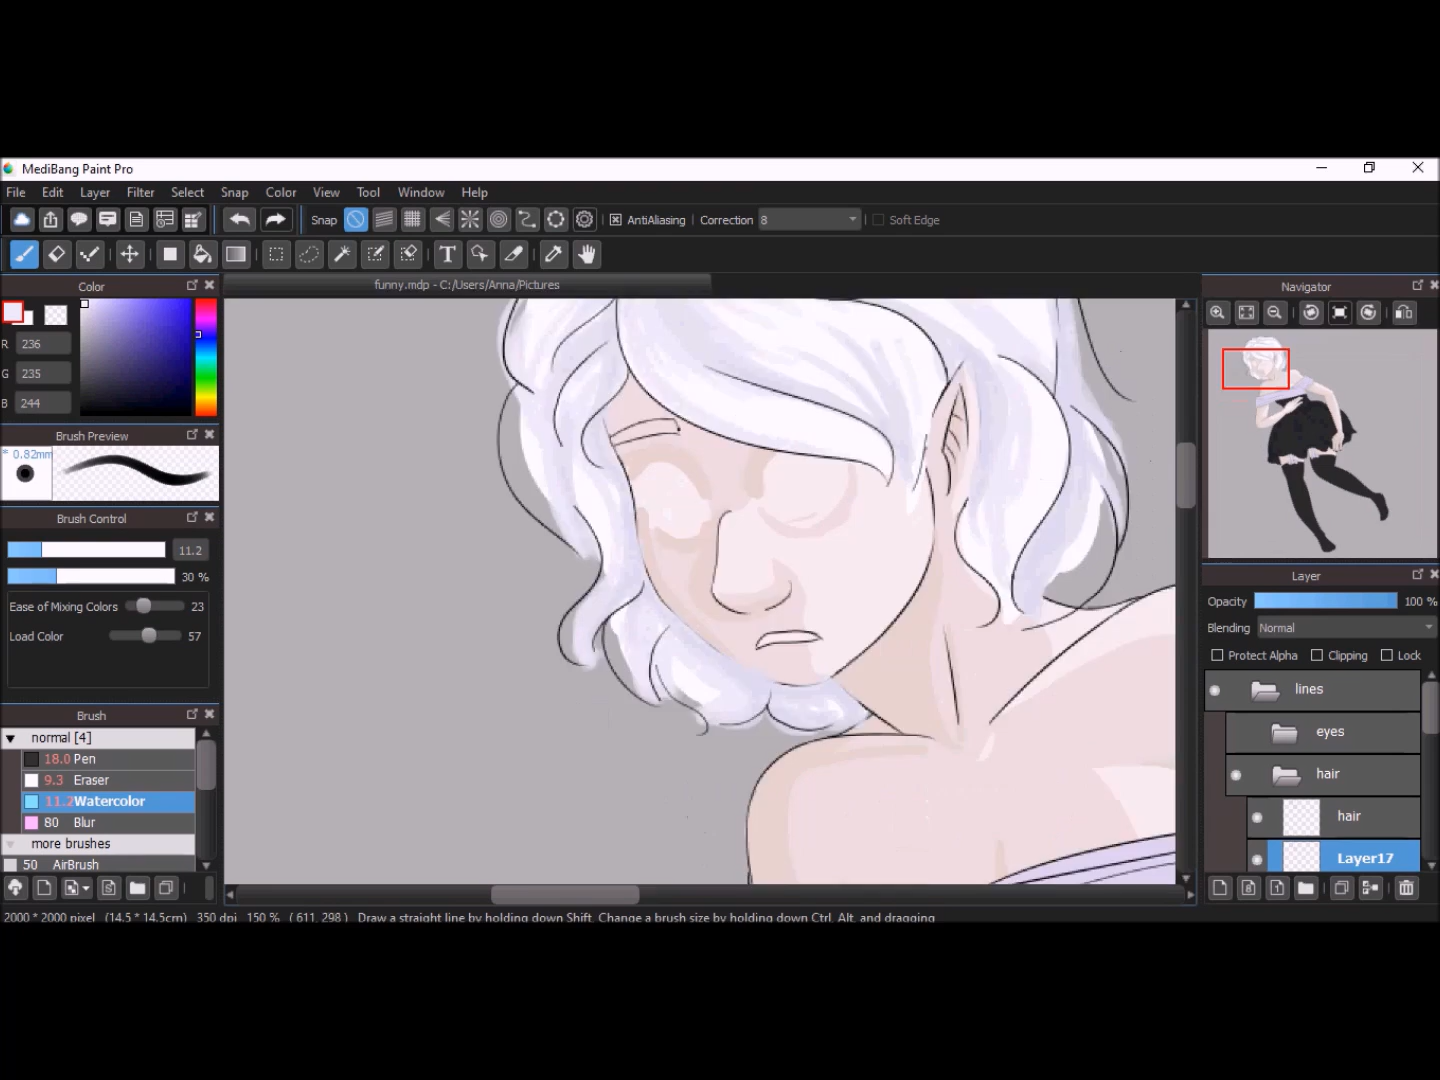 MediBang Paint Pro
File Edit Layer Filter Select Snap Color View Tool Window Help
Snap AntiAliasing Correction 8 Soft Edge
T
Color
funny.mdp - C:/Users/Anna/Pictures
Navigator
R 236
G 235
B 244
Brush Preview
* 0.82mm
Brush Control
11.2
30 %
Ease of Mixing Colors 23
Load Color 57
Brush
normal [4]
18.0 Pen
9.3 Eraser
11.2 Watercolor
80 Blur
more brushes
50 AirBrush
Layer
Opacity 100 %
Blending Normal
Protect Alpha Clipping Lock
lines
eyes
hair
hair
Layer17
2000 * 2000 pixel (14.5 * 14.5cm) 350 dpi 150 % ( 611, 298 ) Draw a straight line by holding down Shift, Change a brush size by holding down Ctrl, Alt, and dragging